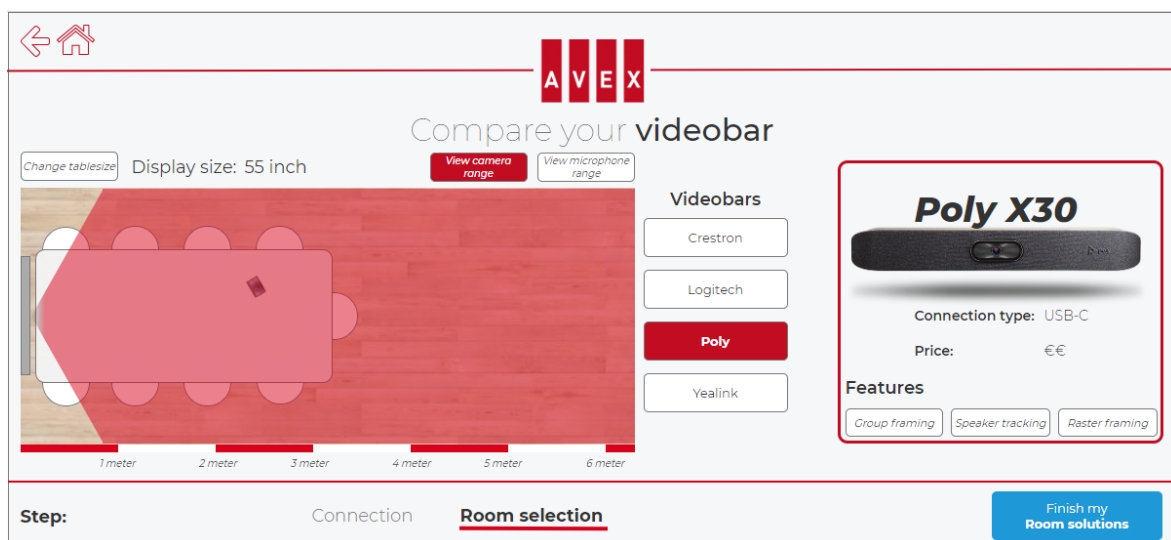 AVEX
Compare your videobar
Change tablesize
Display size: 55 inch
View camera
range
View microphone
range
Videobars
Crestron
Logitech
Poly
Yealink
1 meter
2 meter
3 meter
4 meter
5 meter
6 meter
Poly X30
Connection type: USB-C
Price: €€
Features
Group framing
Speaker tracking
Raster framing
Step:
Connection
Room selection
Finish my
Room solutions